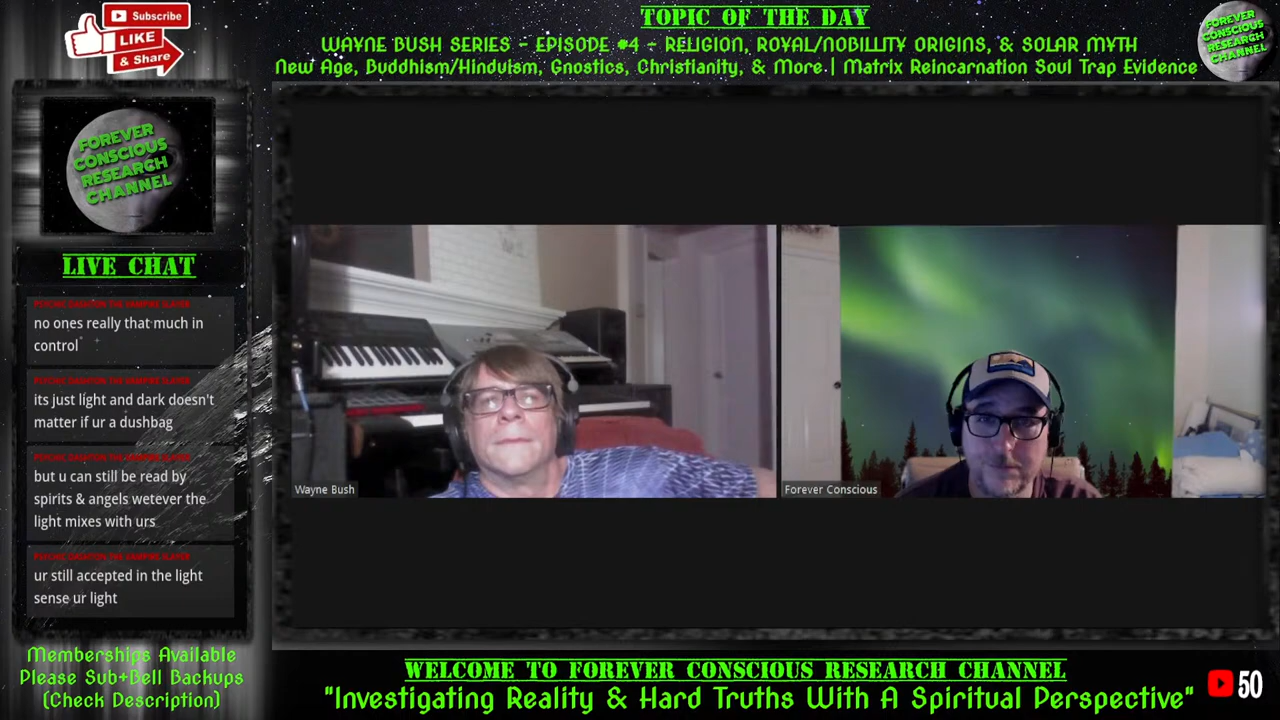 Subscribe
LIKE
& Share
TOPIC OF THE DAY
WAYNE BUSH SERIES - EPISODE #4 - RELIGION, ROYAL/NOBILLITY ORIGINS, & SOLAR MYTH
New Age, Buddhism/Hinduism, Gnostics, Christianity, & More | Matrix Reincarnation Soul Trap Evidence
FOREVER
CONSCIOUS
RESEARCH
CHANNEL
FOREVER
CONSCIOUS
RESEARCH
CHANNEL
LIVE CHAT
no ones really that much in
control
its just light and dark doesn't
matter if ur a dushbag
but u can still be read by
spirits & angels wetever the
light mixes with urs
ur still accepted in the light
sense ur light
Wayne Bush
Forever Conscious
Memberships Available
Please Sub+Bell Backups
(Check Description)
WELCOME TO FOREVER CONSCIOUS RESEARCH CHANNEL
"Investigating Reality & Hard Truths With A Spiritual Perspective"
50